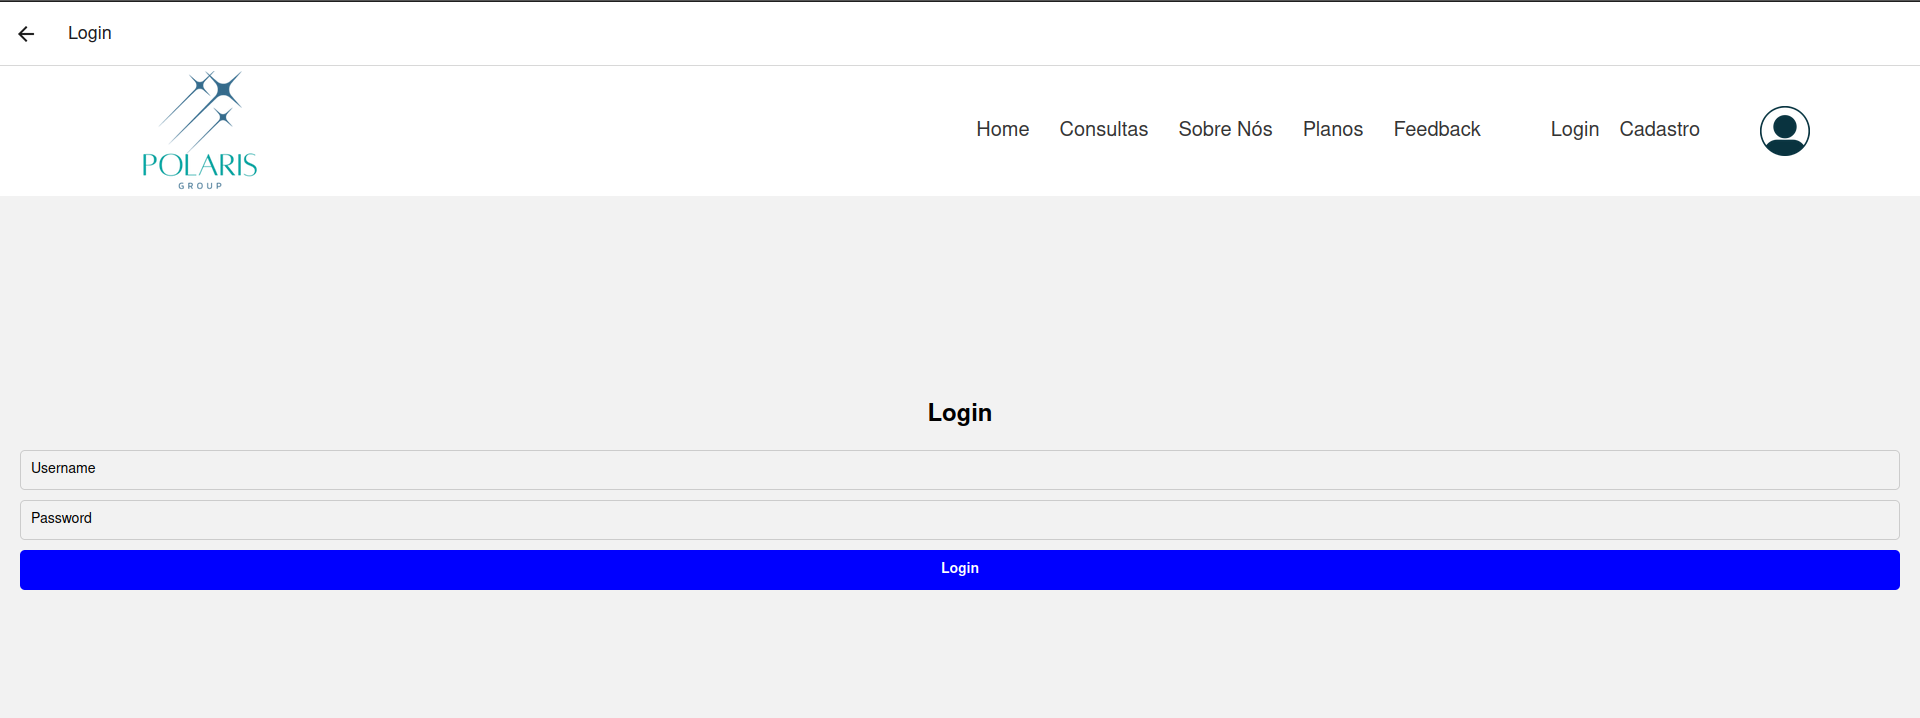 Login
POLARIS
GROUP
Home Consultas Sobre Nós Planos Feedback Login Cadastro
Login
Username
Password
Login